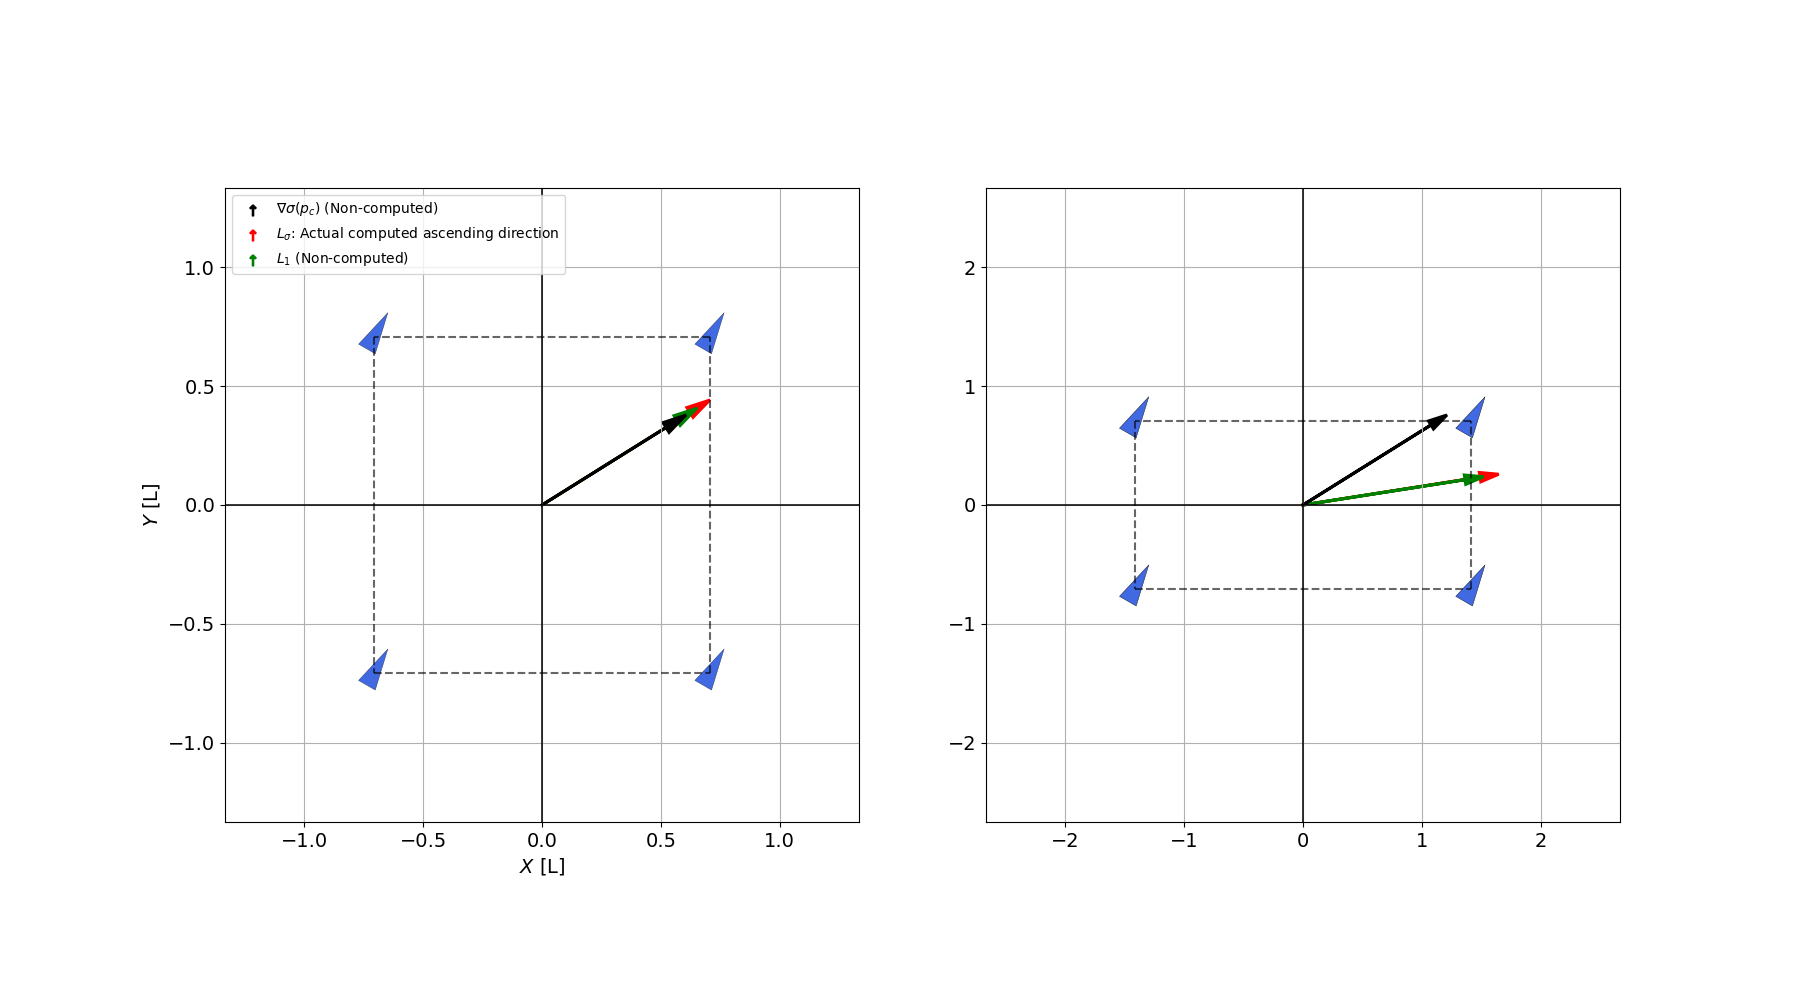 ∇σ(p_c) (Non-computed)
L_σ: Actual computed ascending direction
L_1 (Non-computed)
1.0
0.5
0.0
−0.5
−1.0
Y [L]
−1.0 −0.5 0.0 0.5 1.0
X [L]
2
1
0
−1
−2
−2 −1 0 1 2